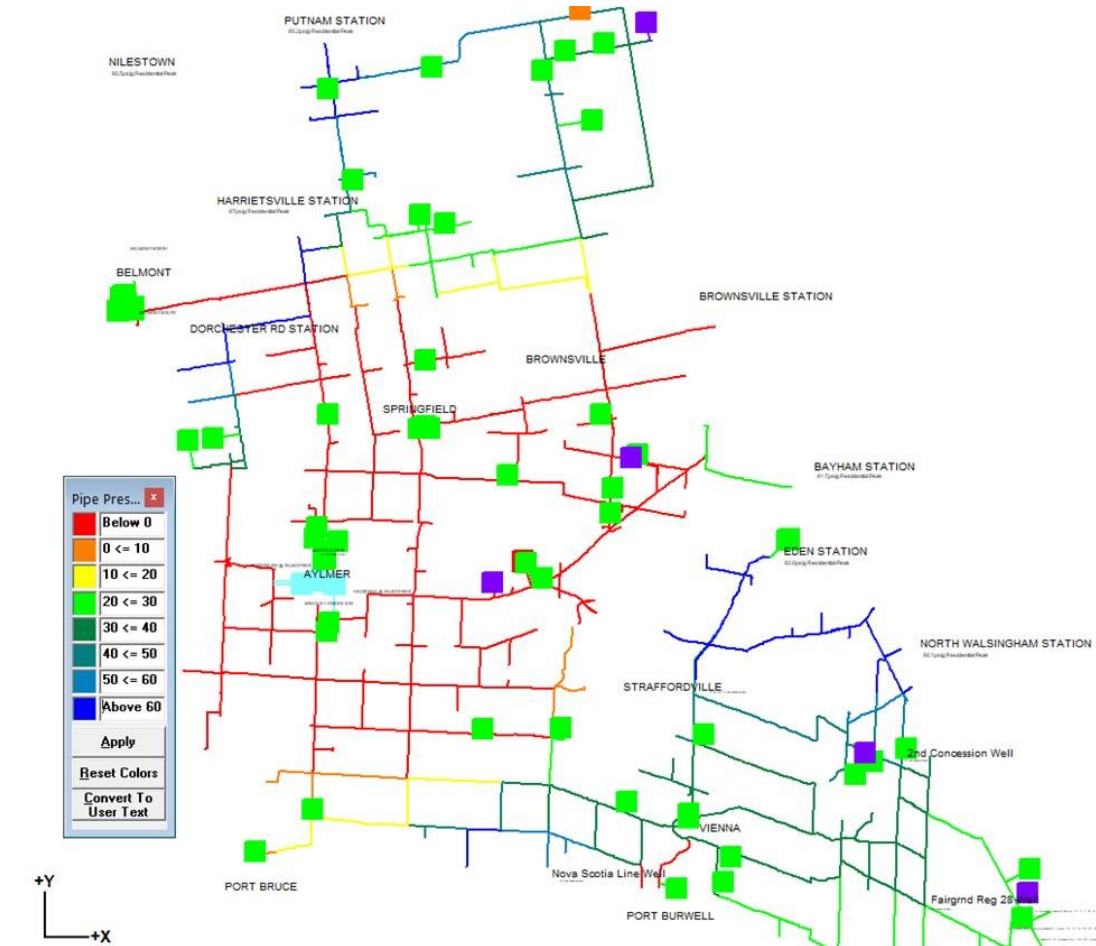 PUTNAM STATION
NILESTOWN
HARRIETSVILLE STATION
BELMONT
BROWNSVILLE STATION
DORCHESTER RD STATION
BROWNSVILLE
SPRINGFIELD
BAYHAM STATION
Pipe Pres... x
Below 0
0 <= 10
10 <= 20
20 <= 30
30 <= 40
40 <= 50
50 <= 60
Above 60
Apply
Reset Colors
Convert To
User Text
EDEN STATION
AYLMER
NORTH WALSINGHAM STATION
STRAFFORDVILLE
2nd Concession Well
VIENNA
Nova Scotia Line Well
PORT BRUCE
Fairgrnd Reg 28
PORT BURWELL
+Y
+X